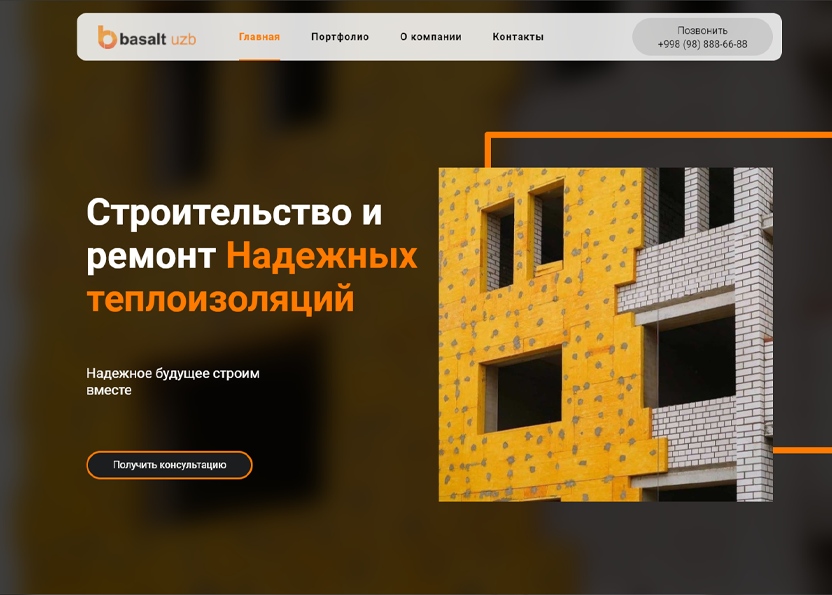 basalt uzb
Главная
Портфолио
О компании
Контакты
Позвонить
+998 (98) 888-66-88
Строительство и
ремонт Надежных
теплоизоляций
Надежное будущее строим
вместе
Получить консультацию